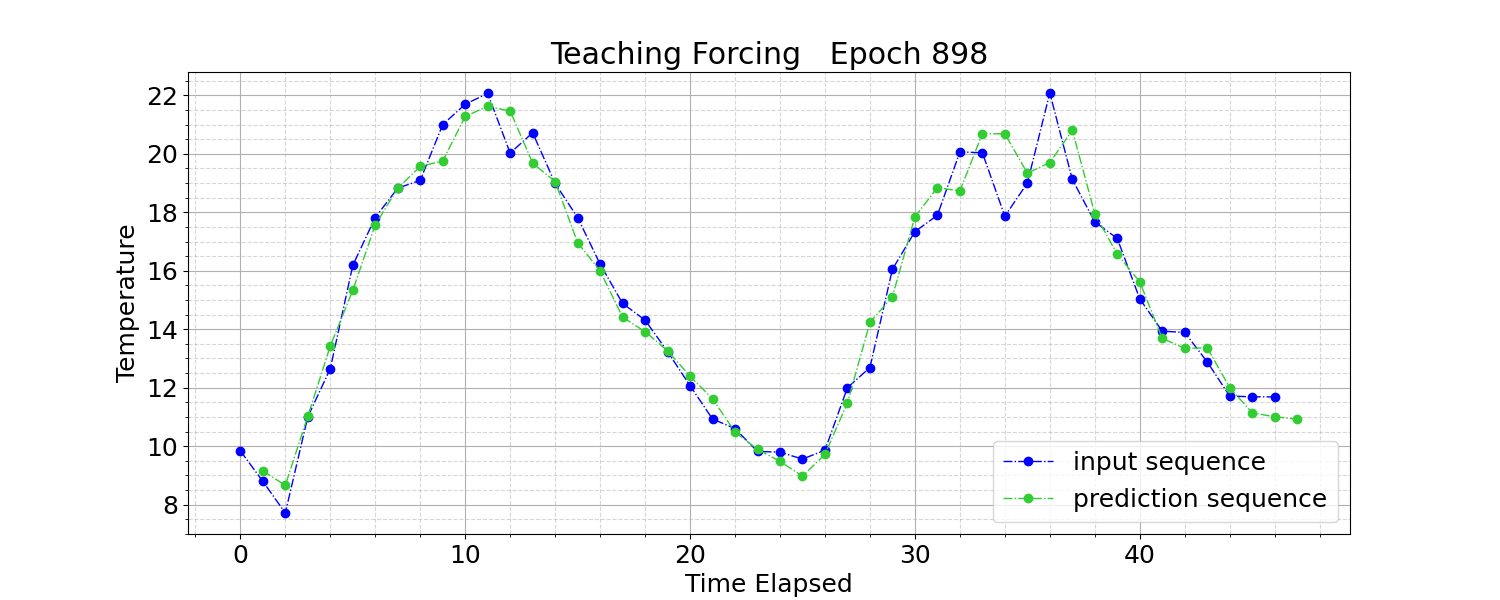 Teaching Forcing   Epoch 898
22
20
18
16
14
12
10
8
Temperature
0 10 20 30 40
Time Elapsed
input sequence
prediction sequence